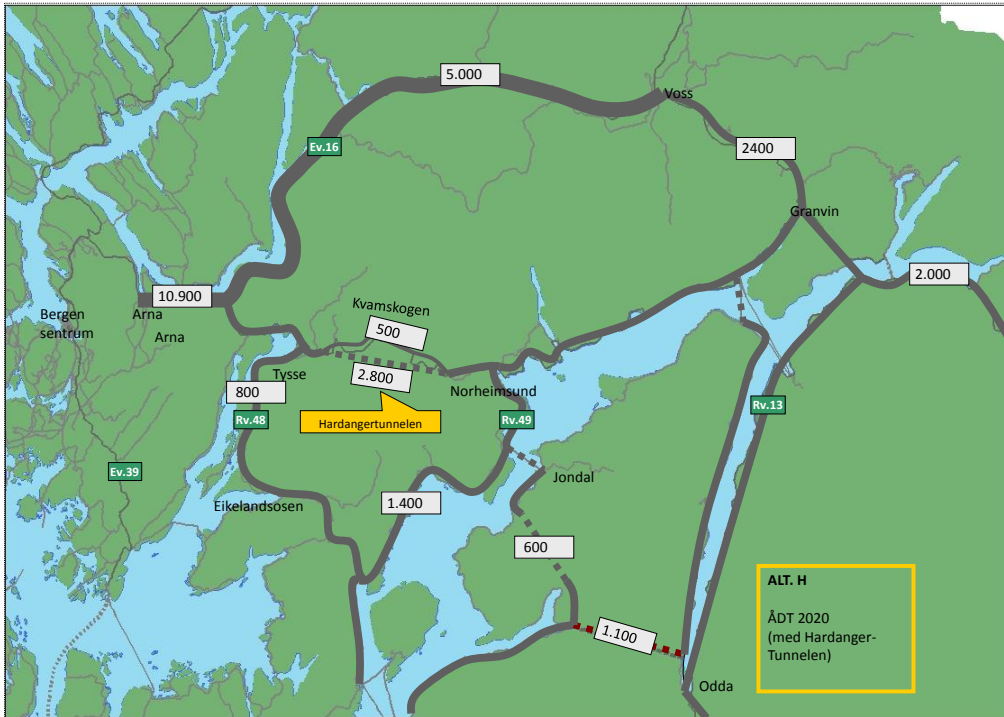 5.000
Voss
Ev.16
2400
Granvin
2.000
10.900
Bergen
sentrum
Arna
Arna
Kvamskogen
500
2.800
Tysse
Norheimsund
800
Rv.48
Hardangertunnelen
Rv.49
Rv.13
Ev.39
Jondal
Eikelandsosen
1.400
600
1.100
Odda
ALT. H
ÅDT 2020
(med Hardanger-
Tunnelen)